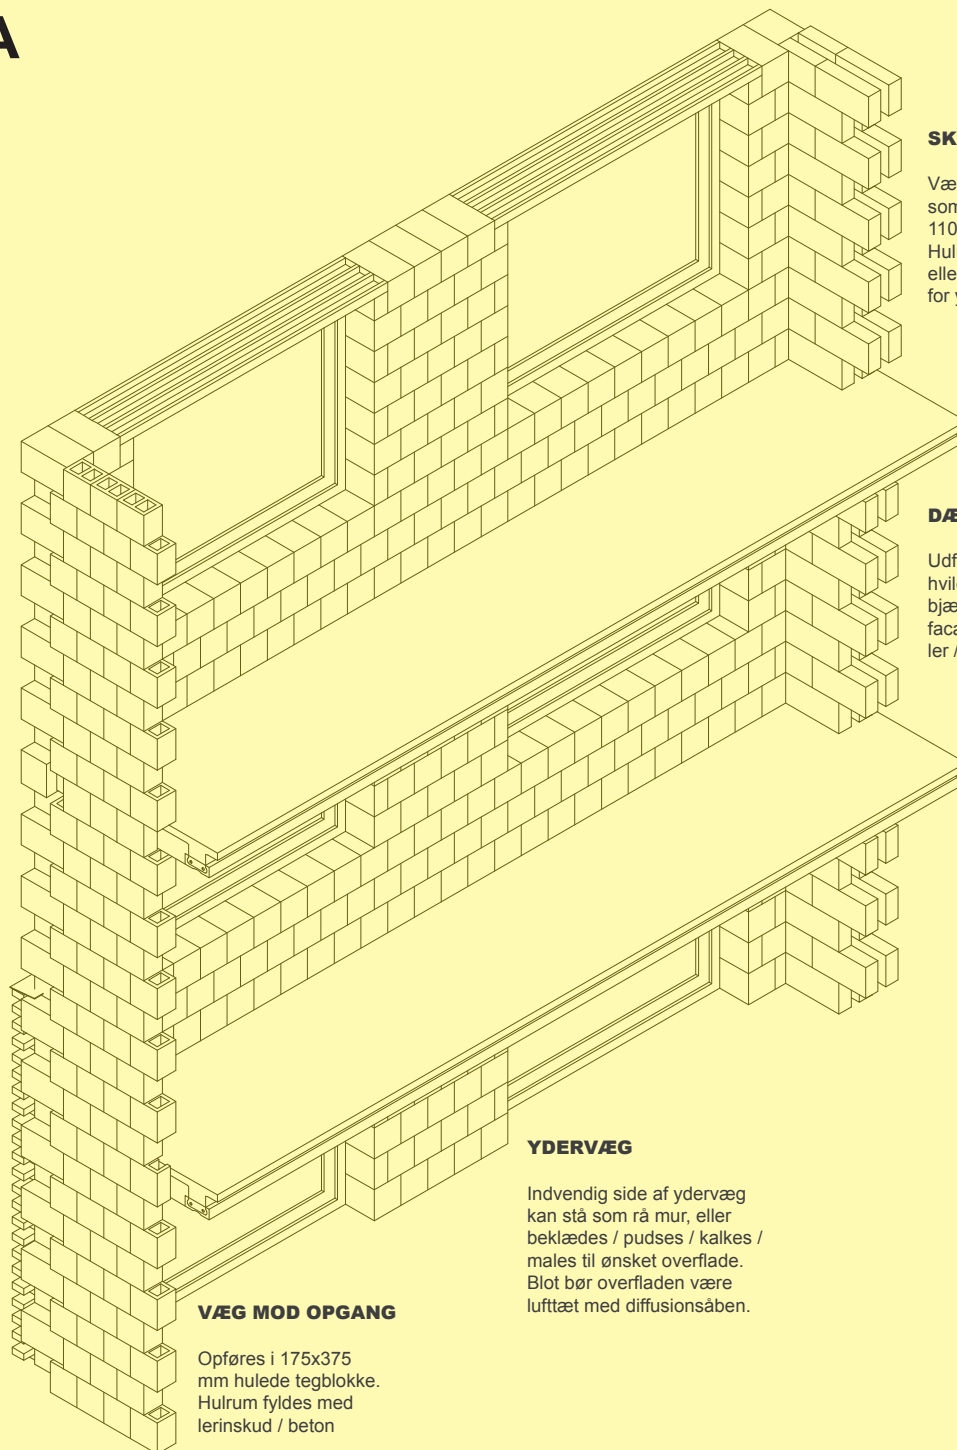 A
SK
Væ
som
110
Hul
elle
for y
DÆ
Udf
hvile
bjæ
faca
ler /
YDERVÆG
Indvendig side af ydervæg
kan stå som rå mur, eller
beklædes / pudses / kalkes /
males til ønsket overflade.
Blot bør overfladen være
lufttæt med diffusionsåben.
VÆG MOD OPGANG
Opføres i 175x375
mm hulede tegblokke.
Hulrum fyldes med
lerinskud / beton